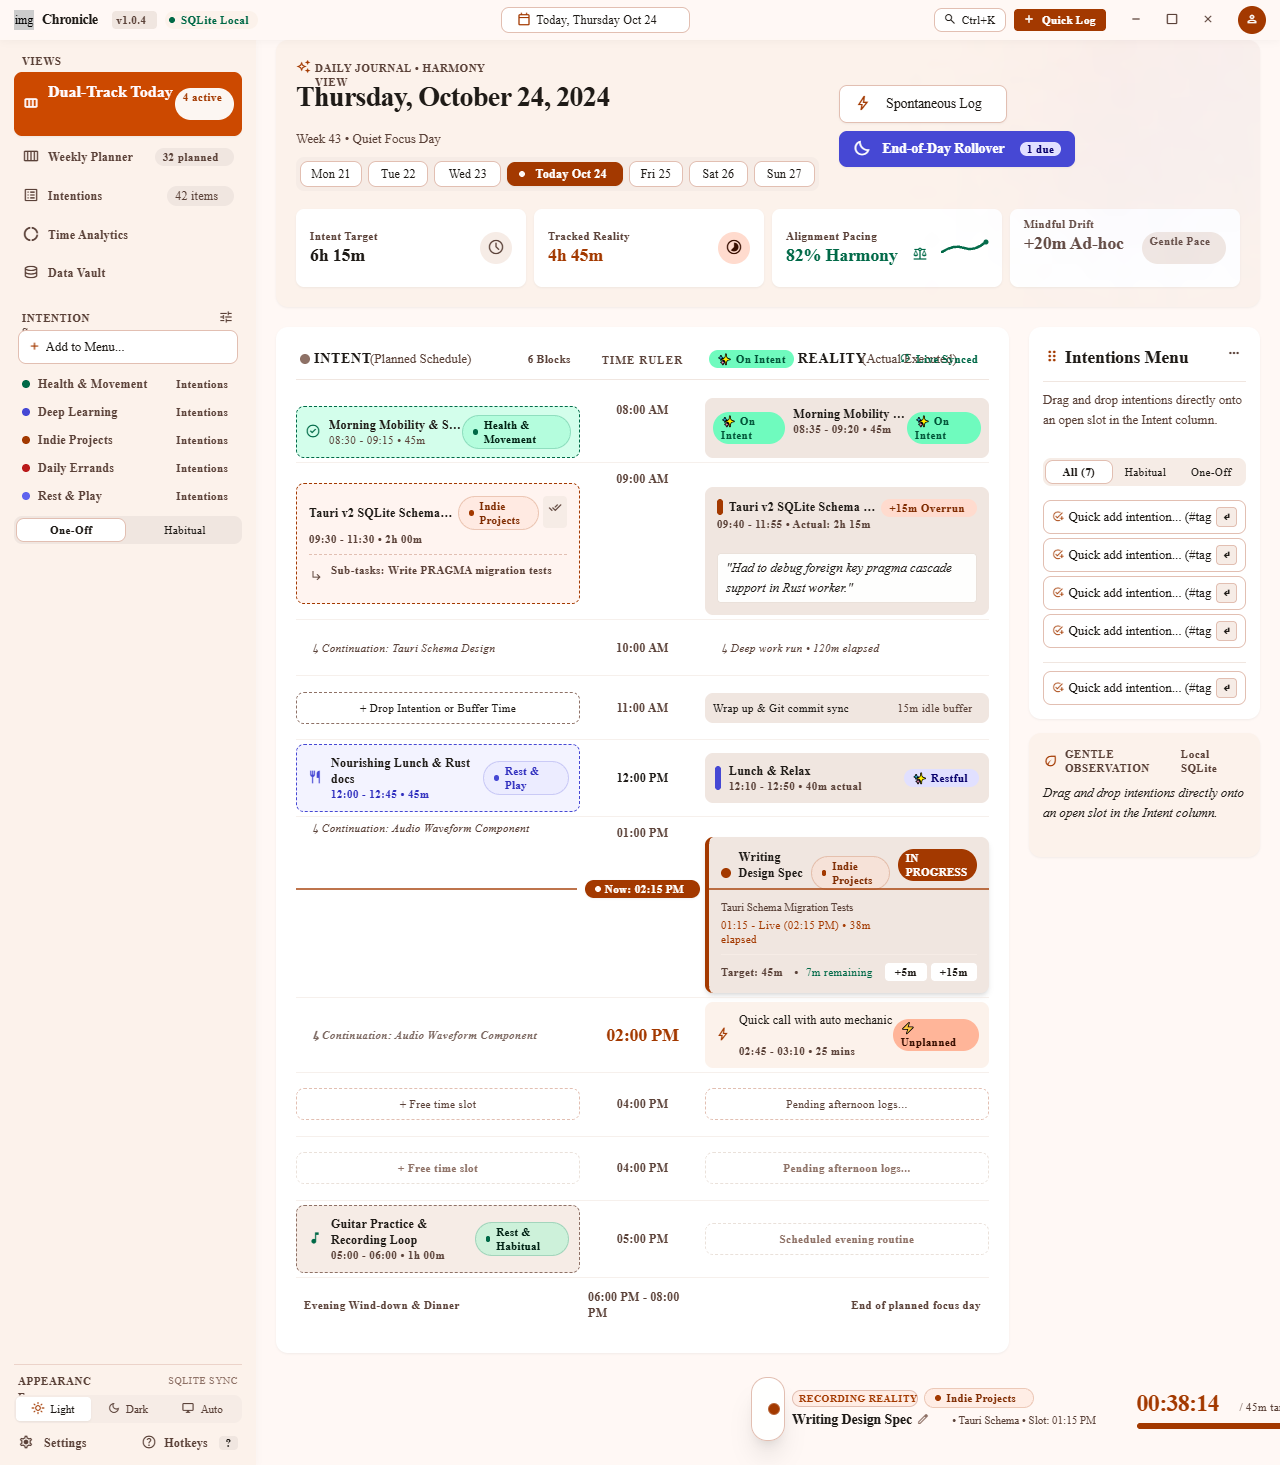 img Chronicle v1.0.4 SQLite Local
Today, Thursday Oct 24
Ctrl+K
Quick Log
VIEWS
Dual-Track Today 4 active
Weekly Planner 32 planned
Intentions 42 items
Time Analytics
Data Vault
INTENTION
Add to Menu...
Health & Movement Intentions
Deep Learning Intentions
Indie Projects Intentions
Daily Errands Intentions
Rest & Play Intentions
One-Off Habitual
APPEARANC
SQLITE SYNC
Light Dark Auto
Settings Hotkeys ?
DAILY JOURNAL • HARMONY
VIEW
Thursday, October 24, 2024
Week 43 • Quiet Focus Day
Mon 21 Tue 22 Wed 23 Today Oct 24 Fri 25 Sat 26 Sun 27
Spontaneous Log
End-of-Day Rollover 1 due
Intent Target
6h 15m
Tracked Reality
4h 45m
Alignment Pacing
82% Harmony
Mindful Drift
+20m Ad-hoc
Gentle Pace
INTENT (Planned Schedule) 6 Blocks
TIME RULER
On Intent REALITY (Actual Executed) Live Synced
Morning Mobility & S...
08:30 - 09:15 • 45m
Health &
Movement
08:00 AM
On
Intent
Morning Mobility ...
08:35 - 09:20 • 45m
On
Intent
Tauri v2 SQLite Schema...
Indie
Projects
09:30 - 11:30 • 2h 00m
Sub-tasks: Write PRAGMA migration tests
09:00 AM
Tauri v2 SQLite Schema ... +15m Overrun
09:40 - 11:55 • Actual: 2h 15m
"Had to debug foreign key pragma cascade
support in Rust worker."
↳ Continuation: Tauri Schema Design
10:00 AM
↳ Deep work run • 120m elapsed
+ Drop Intention or Buffer Time
11:00 AM
Wrap up & Git commit sync 15m idle buffer
Nourishing Lunch & Rust
docs
12:00 - 12:45 • 45m
Rest &
Play
12:00 PM
Lunch & Relax
12:10 - 12:50 • 40m actual
Restful
↳ Continuation: Audio Waveform Component
01:00 PM
Now: 02:15 PM
Writing
Design Spec
Indie
Projects
IN
PROGRESS
Tauri Schema Migration Tests
01:15 - Live (02:15 PM) • 38m
elapsed
Target: 45m • 7m remaining +5m +15m
↳ Continuation: Audio Waveform Component
02:00 PM
Quick call with auto mechanic
02:45 - 03:10 • 25 mins
Unplanned
+ Free time slot
04:00 PM
Pending afternoon logs...
+ Free time slot
04:00 PM
Pending afternoon logs...
Guitar Practice &
Recording Loop
05:00 - 06:00 • 1h 00m
Rest &
Habitual
05:00 PM
Scheduled evening routine
Evening Wind-down & Dinner
06:00 PM - 08:00
PM
End of planned focus day
Intentions Menu
Drag and drop intentions directly onto
an open slot in the Intent column.
All (7) Habitual One-Off
Quick add intention... (#tag
Quick add intention... (#tag
Quick add intention... (#tag
Quick add intention... (#tag
Quick add intention... (#tag
GENTLE
OBSERVATION
Local
SQLite
Drag and drop intentions directly onto
an open slot in the Intent column.
RECORDING REALITY Indie Projects
Writing Design Spec • Tauri Schema • Slot: 01:15 PM
00:38:14 / 45m ta